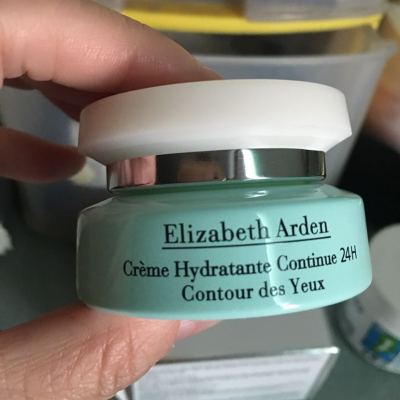 Elizabeth Arden
Crème Hydratante Continue 24H
Contour des Yeux